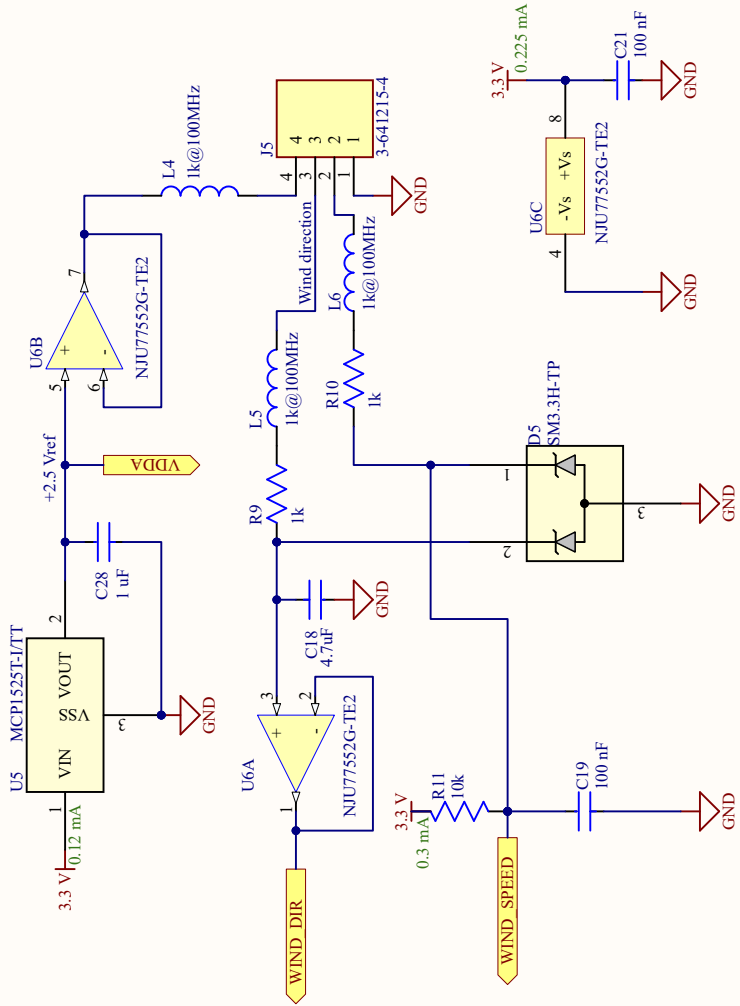 U5
MCP1525T-I/TT
VIN
VOUT
VSS
1
2
3
3.3 V
0.12 mA
GND
C28
1 uF
+2.5 Vref
VDDA
U6B
5
6
7
+
-
NJU77552G-TE2
L4
1k@100MHz
J5
4
3
2
1
4
3
2
1
3-641215-4
GND
Wind direction
L5
1k@100MHz
R9
1k
L6
1k@100MHz
R10
1k
U6A
3
2
1
+
-
NJU77552G-TE2
C18
4.7uF
GND
WIND_DIR
D5
SM3.3H-TP
1
2
3
GND
3.3 V
0.3 mA
R11
10k
WIND_SPEED
C19
100 nF
GND
3.3 V
0.225 mA
C21
100 nF
GND
U6C
-Vs +Vs
4
8
NJU77552G-TE2
GND